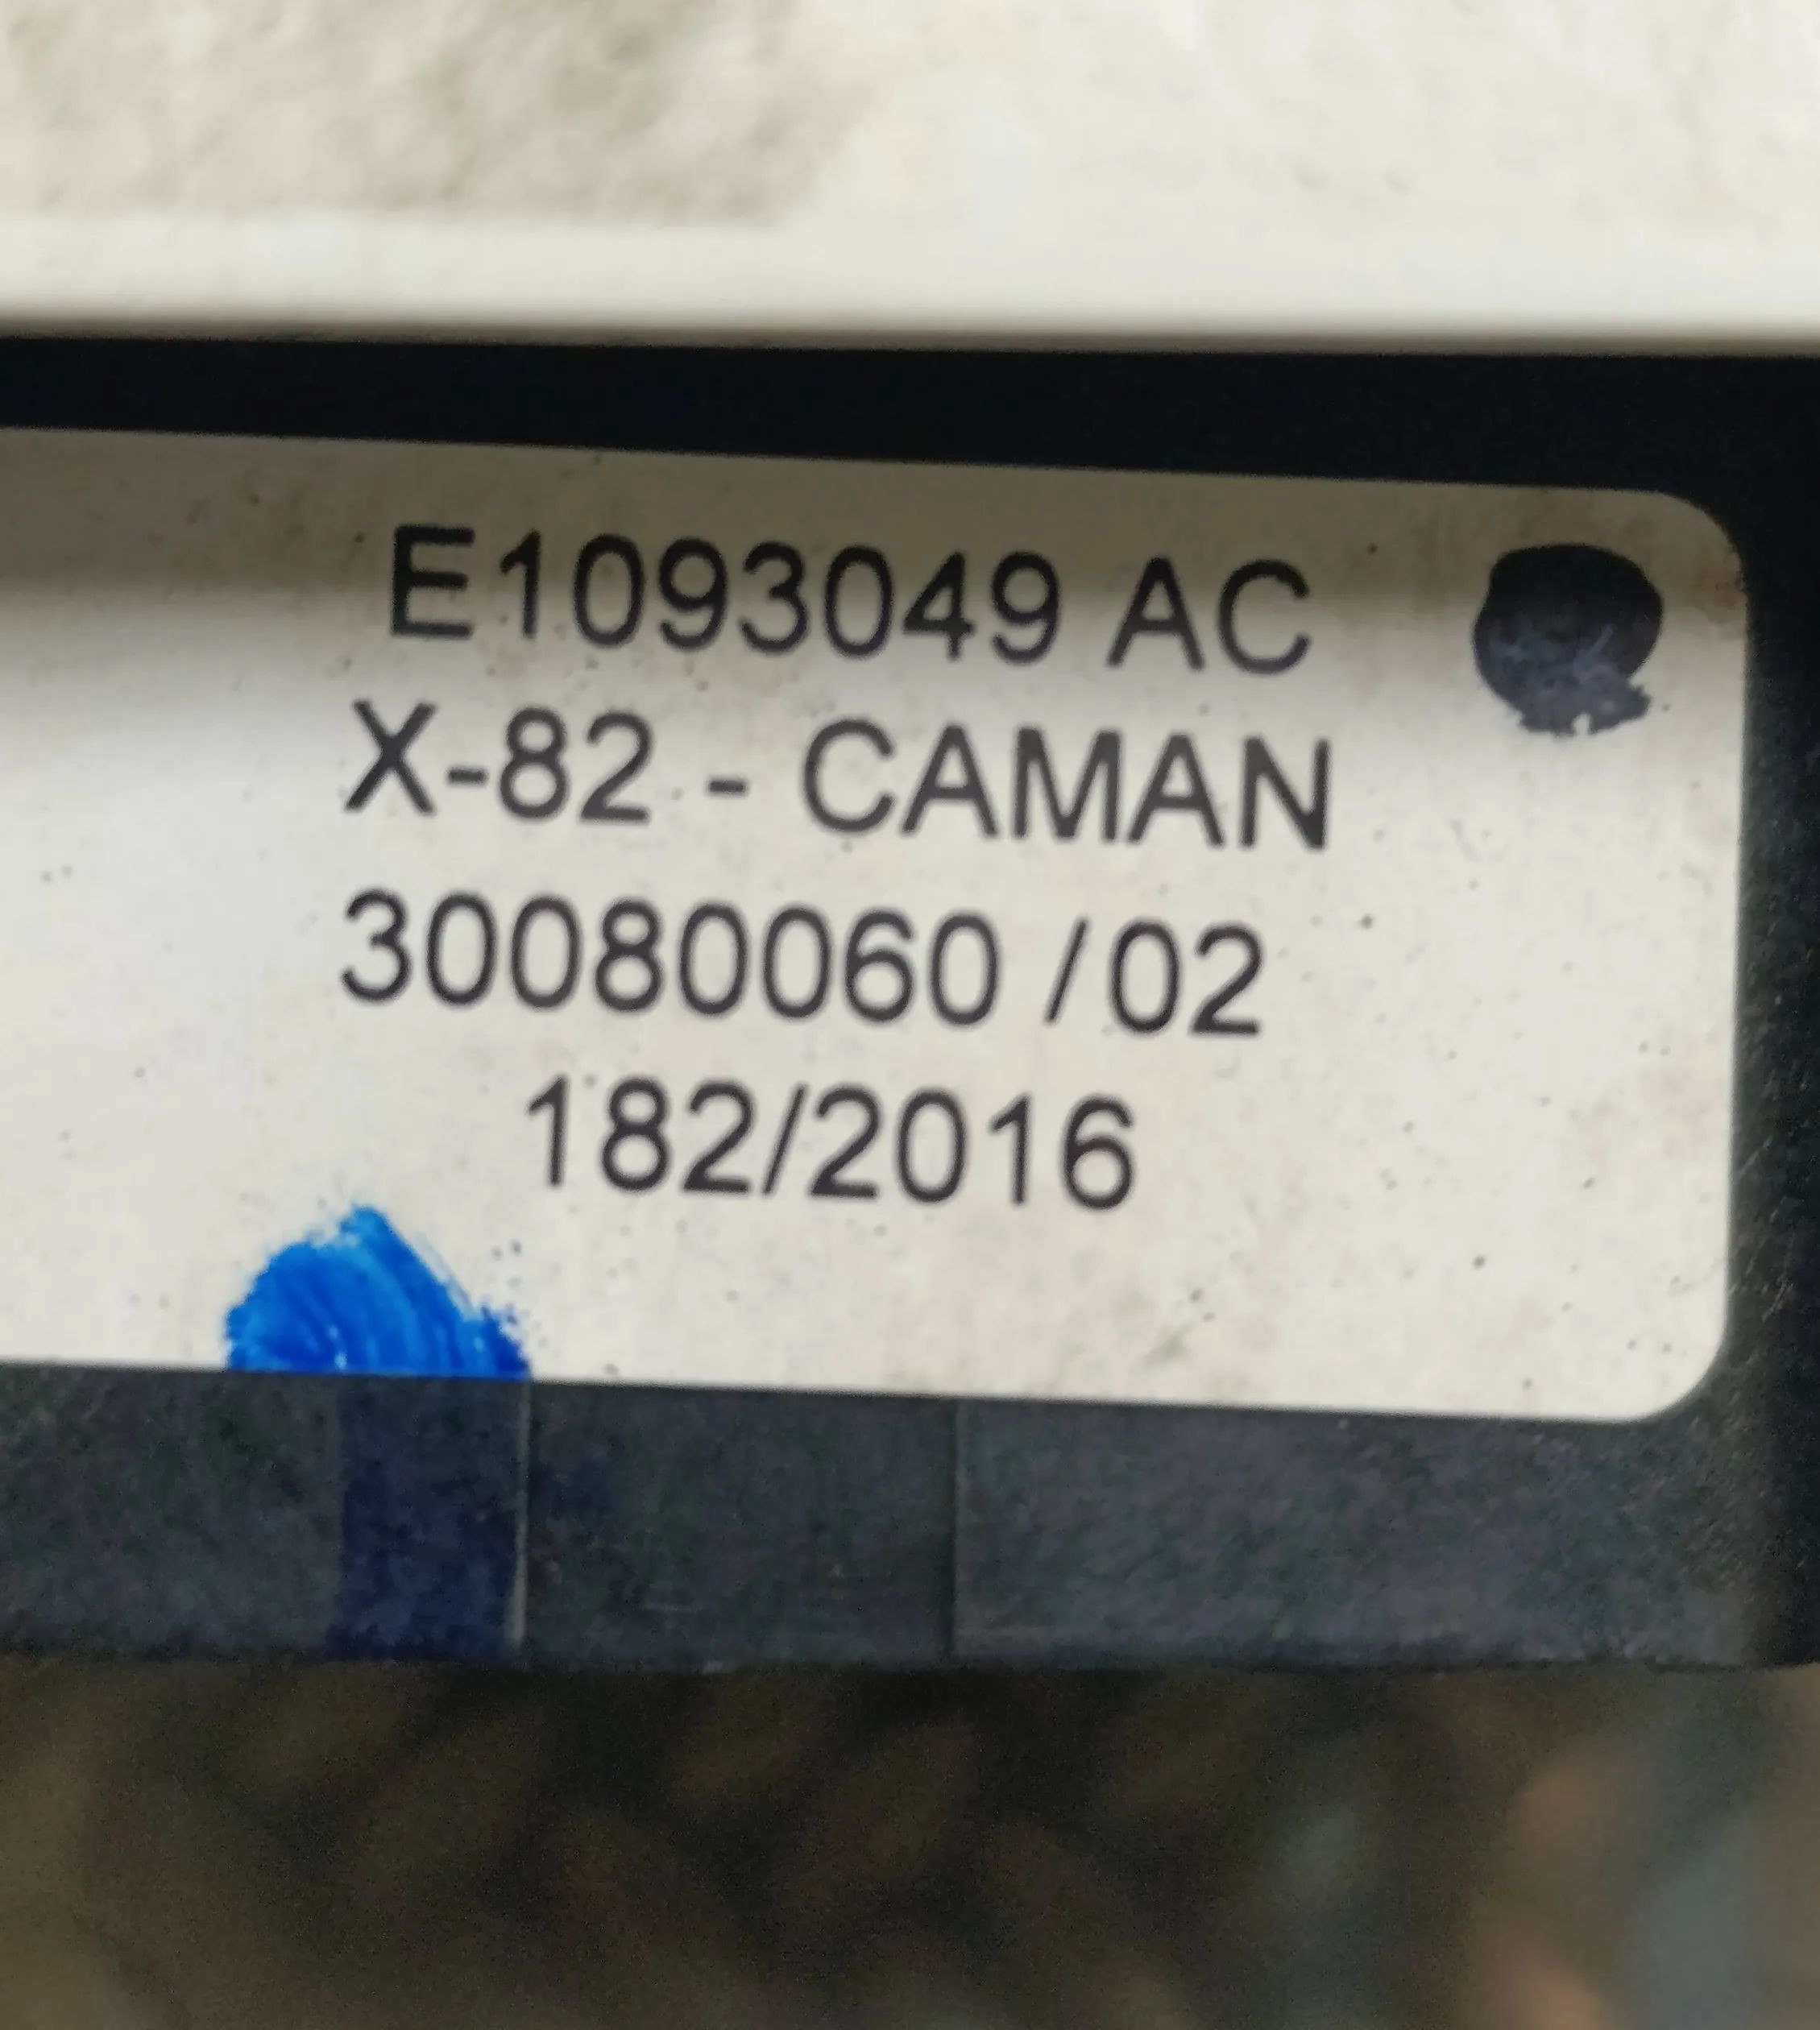 E1093049 AC
X-82 - CAMAN
30080060 /02
182/2016